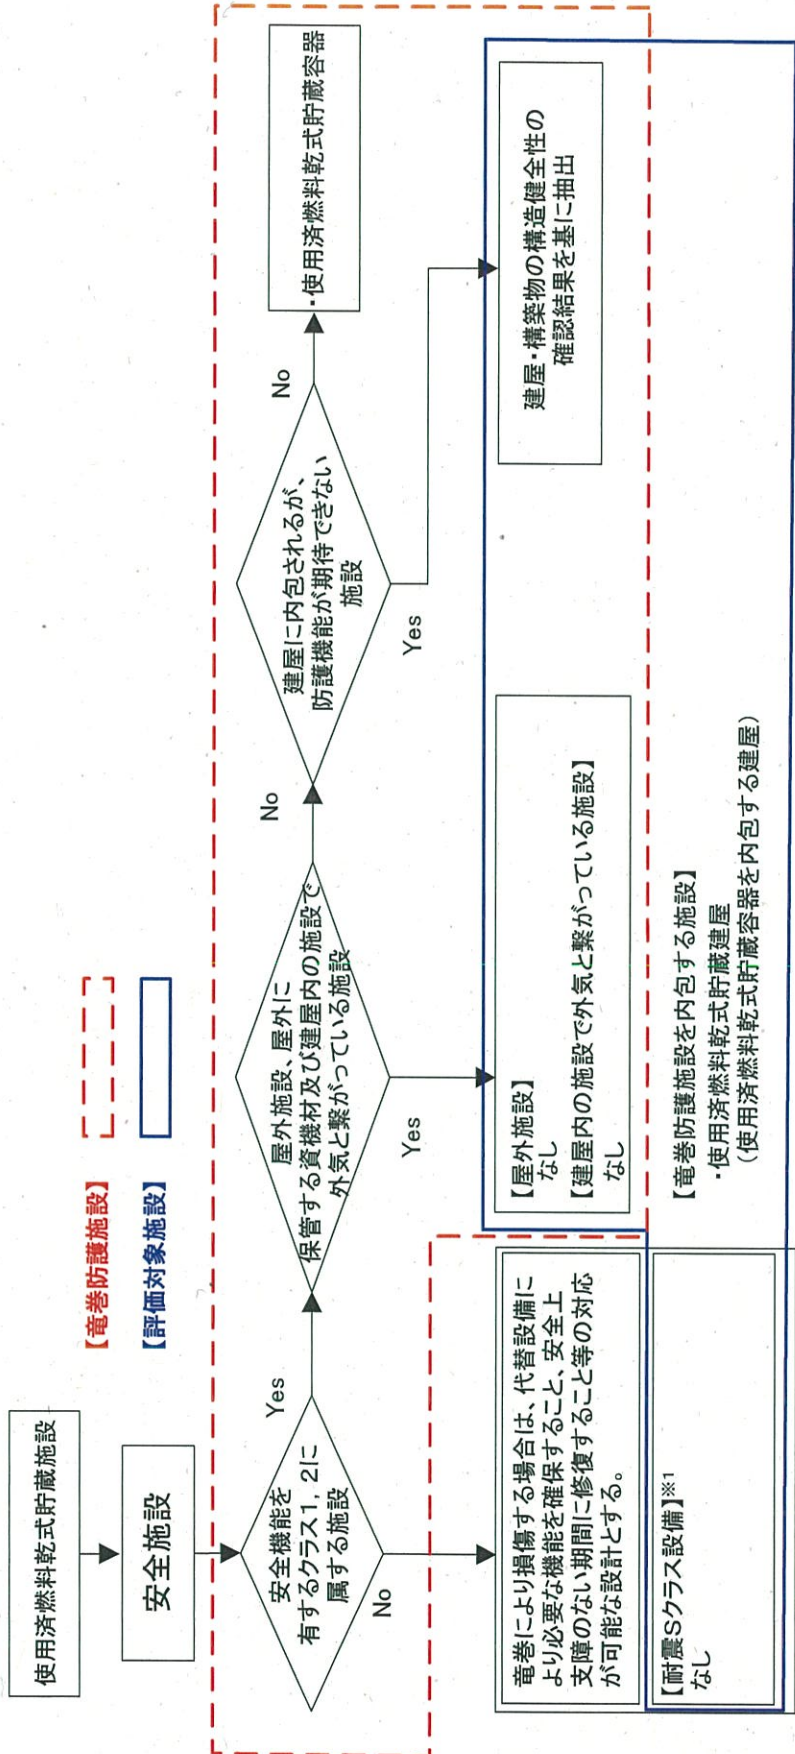 使用済燃料乾式貯蔵施設
安全施設
【竜巻防護施設】
【評価対象施設】
安全機能を
有するクラス1, 2に
属する施設
Yes
No
屋外施設、屋外に
保管する資機材及び建屋内の施設で
外気と繋がっている施設
No
Yes
建屋に内包されるが、
防護機能が期待できない
施設
No
Yes
・使用済燃料乾式貯蔵容器
竜巻により損傷する場合は、代替設備に
より必要な機能を確保すること、安全上
支障のない期間に修復すること等の対応
が可能な設計とする。
【耐震Sクラス設備】※1
なし
【屋外施設】
なし
【建屋内の施設で外気と繋がっている施設】
なし
建屋・構築物の構造健全性の
確認結果を基に抽出
【竜巻防護施設を内包する施設】
・使用済燃料乾式貯蔵建屋
(使用済燃料乾式貯蔵容器を内包する建屋)